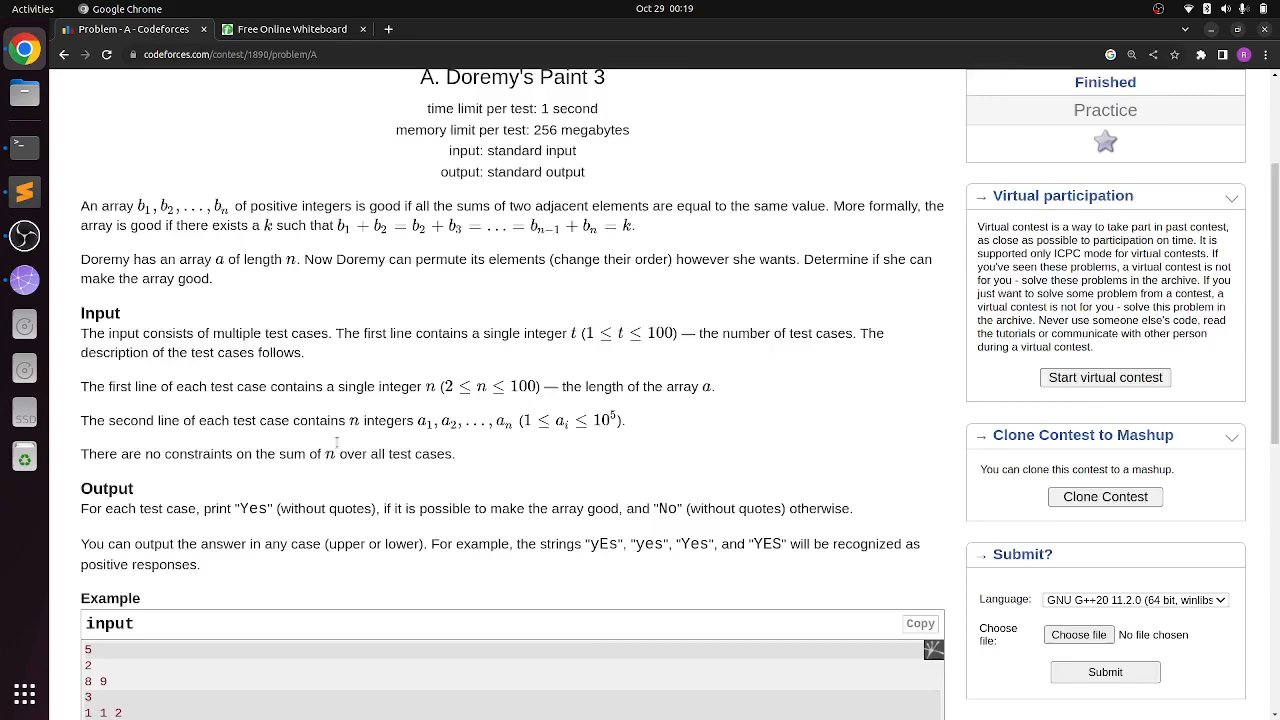 Activities
Google Chrome
Oct 29 00:19
Problem - A - Codeforces
Free Online Whiteboard
codeforces.com/contest/1890/problem/A
R
A. Doremy's Paint 3
time limit per test: 1 second
memory limit per test: 256 megabytes
input: standard input
output: standard output
An array b₁, b₂, . . . , bₙ of positive integers is good if all the sums of two adjacent elements are equal to the same value. More formally, the
array is good if there exists a k such that b₁ + b₂ = b₂ + b₃ = . . . = bₙ₋₁ + bₙ = k.
Doremy has an array a of length n. Now Doremy can permute its elements (change their order) however she wants. Determine if she can
make the array good.
Input
The input consists of multiple test cases. The first line contains a single integer t (1 ≤ t ≤ 100) — the number of test cases. The
description of the test cases follows.
The first line of each test case contains a single integer n (2 ≤ n ≤ 100) — the length of the array a.
The second line of each test case contains n integers a₁, a₂, . . . , aₙ (1 ≤ aᵢ ≤ 10⁵).
There are no constraints on the sum of n over all test cases.
Output
For each test case, print "Yes" (without quotes), if it is possible to make the array good, and "No" (without quotes) otherwise.
You can output the answer in any case (upper or lower). For example, the strings "yEs", "yes", "Yes", and "YES" will be recognized as
positive responses.
Example
input
Copy
5
2
8 9
3
1 1 2
Finished
Practice
→ Virtual participation
Virtual contest is a way to take part in past contest,
as close as possible to participation on time. It is
supported only ICPC mode for virtual contests. If
you've seen these problems, a virtual contest is not
for you - solve these problems in the archive. If you
just want to solve some problem from a contest, a
virtual contest is not for you - solve this problem in
the archive. Never use someone else's code, read
the tutorials or communicate with other person
during a virtual contest.
Start virtual contest
→ Clone Contest to Mashup
You can clone this contest to a mashup.
Clone Contest
→ Submit?
Language:
GNU G++20 11.2.0 (64 bit, winlibs
Choose
file:
Choose file
No file chosen
Submit
SSD